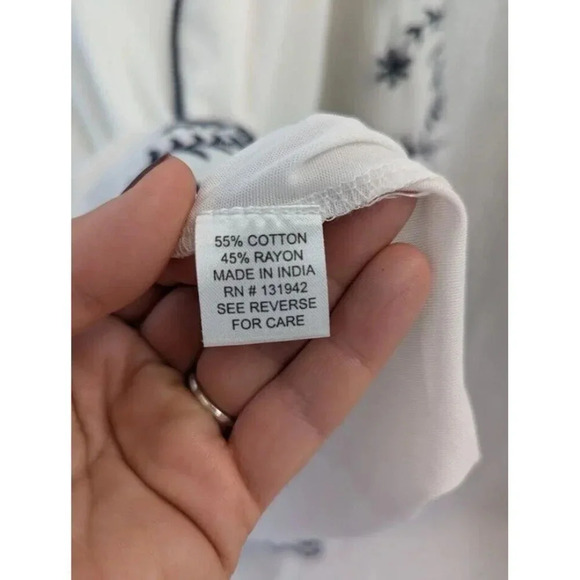 55% COTTON
45% RAYON
MADE IN INDIA
RN # 131942
SEE REVERSE
FOR CARE